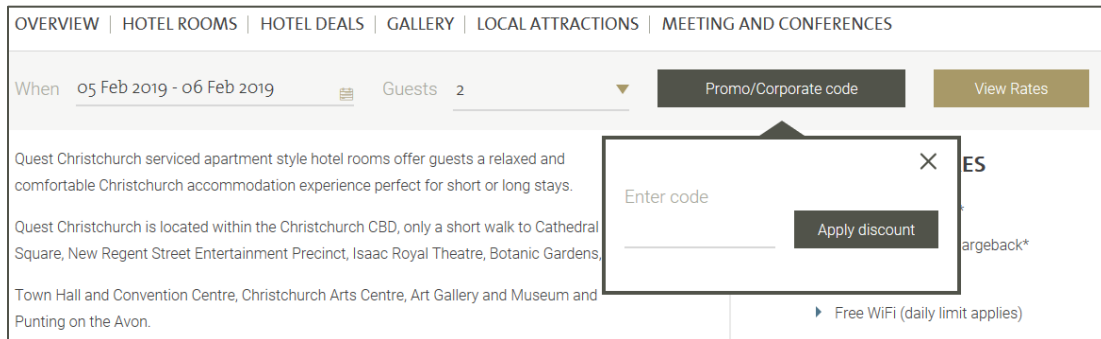 OVERVIEW | HOTEL ROOMS | HOTEL DEALS | GALLERY | LOCAL ATTRACTIONS | MEETING AND CONFERENCES
When 05 Feb 2019 - 06 Feb 2019 Guests 2 Promo/Corporate code View Rates
Quest Christchurch serviced apartment style hotel rooms offer guests a relaxed and
comfortable Christchurch accommodation experience perfect for short or long stays.
Quest Christchurch is located within the Christchurch CBD, only a short walk to Cathedral
Square, New Regent Street Entertainment Precinct, Isaac Royal Theatre, Botanic Gardens,
Town Hall and Convention Centre, Christchurch Arts Centre, Art Gallery and Museum and
Punting on the Avon.
Enter code
Apply discount
ES
*
argeback*
Free WiFi (daily limit applies)